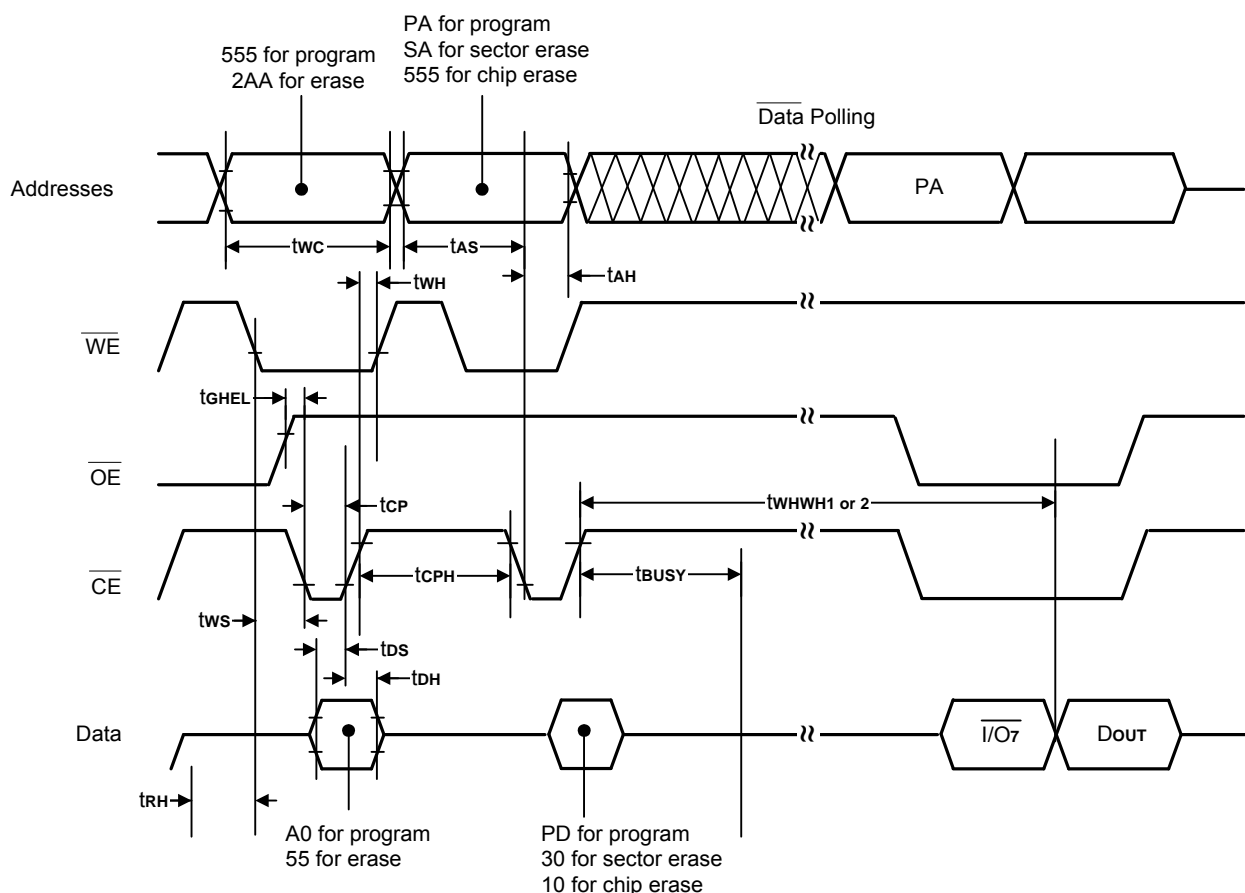 PA for program
SA for sector erase
555 for chip erase
555 for program
2AA for erase
Data Polling
Addresses
PA
tWC
tAS
tWH
tAH
WE
tGHEL
OE
tCP
tWHWH1 or 2
CE
tCPH
tBUSY
tWS
tDS
tDH
Data
I/O7
DOUT
tRH
A0 for program
55 for erase
PD for program
30 for sector erase
10 for chip erase